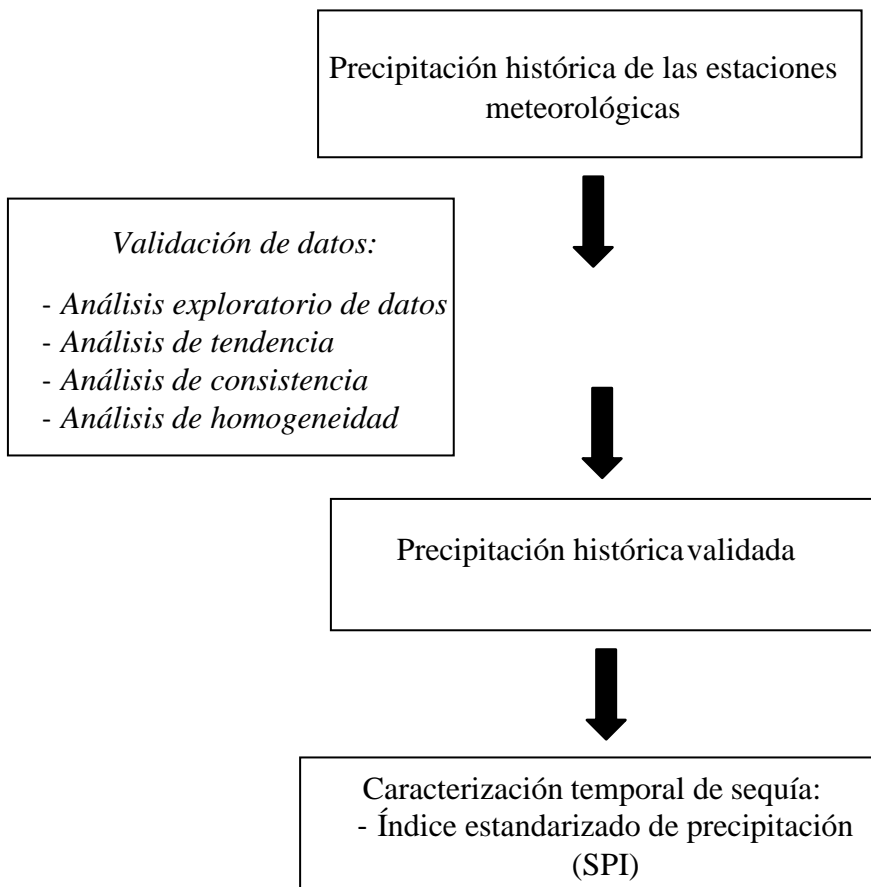 Precipitación histórica de las estaciones
meteorológicas
Validación de datos:
- Análisis exploratorio de datos
- Análisis de tendencia
- Análisis de consistencia
- Análisis de homogeneidad
Precipitación histórica validada
Caracterización temporal de sequía:
- Índice estandarizado de precipitación
(SPI)